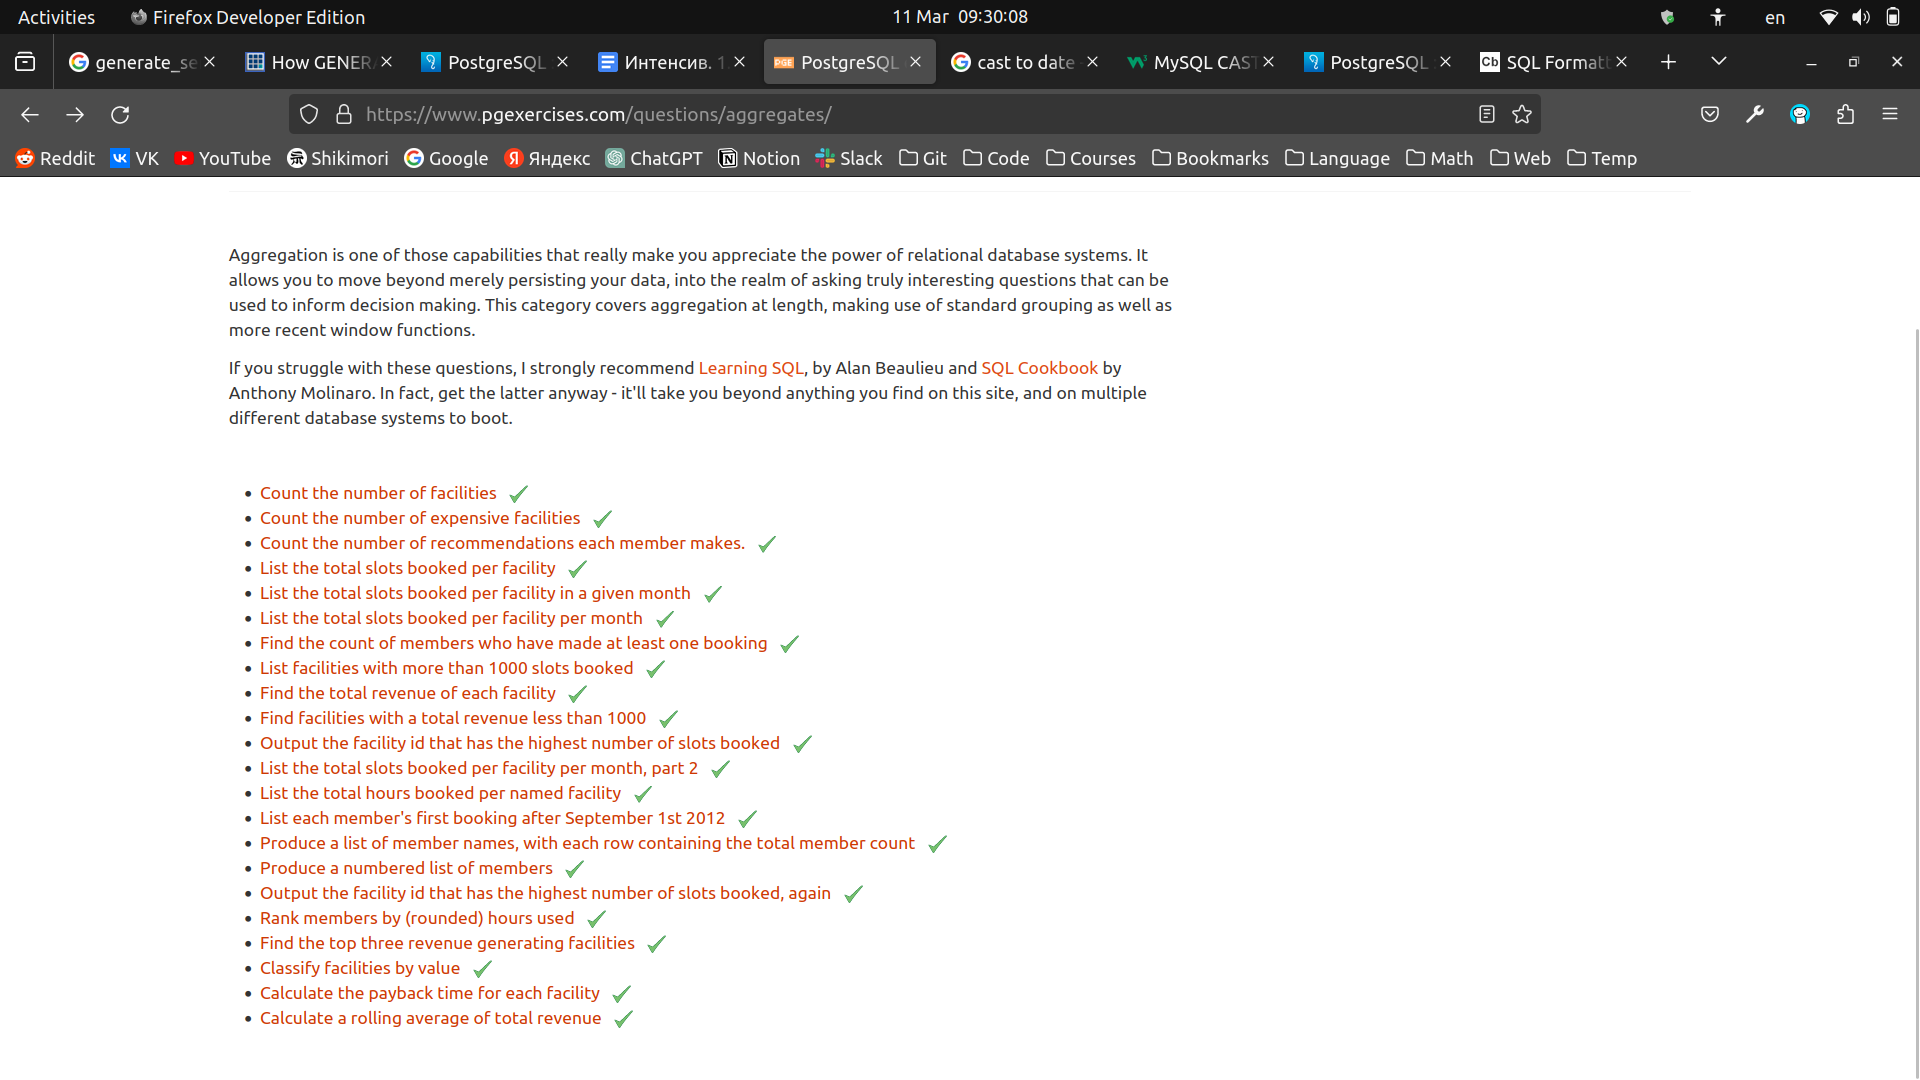 Activities Firefox Developer Edition 11 Mar 09:30:08 en
generate_se How GENERA PostgreSQL Интенсив. 1 PGE PostgreSQL cast to date MySQL CAST PostgreSQL Cb SQL Formatt
https://www.pgexercises.com/questions/aggregates/
Reddit VK YouTube Shikimori Google Яндекс ChatGPT Notion Slack Git Code Courses Bookmarks Language Math Web Temp
Aggregation is one of those capabilities that really make you appreciate the power of relational database systems. It
allows you to move beyond merely persisting your data, into the realm of asking truly interesting questions that can be
used to inform decision making. This category covers aggregation at length, making use of standard grouping as well as
more recent window functions.
If you struggle with these questions, I strongly recommend Learning SQL, by Alan Beaulieu and SQL Cookbook by
Anthony Molinaro. In fact, get the latter anyway - it'll take you beyond anything you find on this site, and on multiple
different database systems to boot.
• Count the number of facilities
• Count the number of expensive facilities
• Count the number of recommendations each member makes.
• List the total slots booked per facility
• List the total slots booked per facility in a given month
• List the total slots booked per facility per month
• Find the count of members who have made at least one booking
• List facilities with more than 1000 slots booked
• Find the total revenue of each facility
• Find facilities with a total revenue less than 1000
• Output the facility id that has the highest number of slots booked
• List the total slots booked per facility per month, part 2
• List the total hours booked per named facility
• List each member's first booking after September 1st 2012
• Produce a list of member names, with each row containing the total member count
• Produce a numbered list of members
• Output the facility id that has the highest number of slots booked, again
• Rank members by (rounded) hours used
• Find the top three revenue generating facilities
• Classify facilities by value
• Calculate the payback time for each facility
• Calculate a rolling average of total revenue